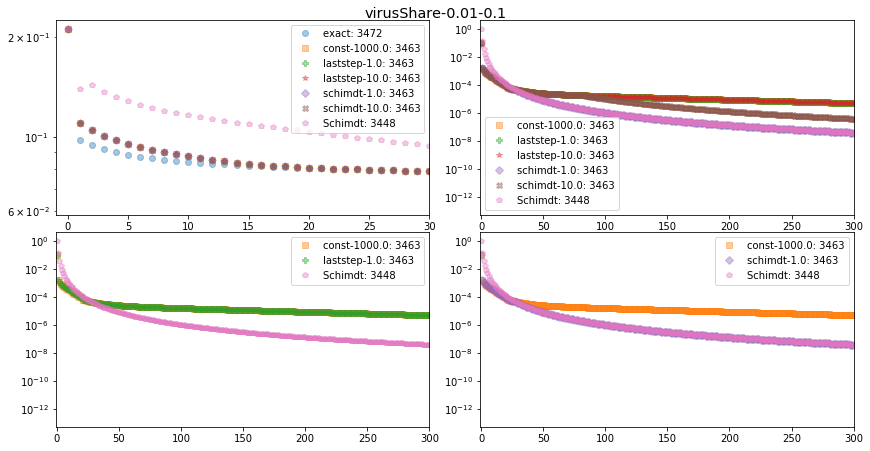 virusShare-0.01-0.1
2 × 10⁻¹
10⁻¹
6 × 10⁻²
0 5 10 15 20 25 30
exact: 3472
const-1000.0: 3463
laststep-1.0: 3463
laststep-10.0: 3463
schimdt-1.0: 3463
schimdt-10.0: 3463
Schimdt: 3448
10⁰
10⁻²
10⁻⁴
10⁻⁶
10⁻⁸
10⁻¹⁰
10⁻¹²
0 50 100 150 200 250 300
const-1000.0: 3463
laststep-1.0: 3463
laststep-10.0: 3463
schimdt-1.0: 3463
schimdt-10.0: 3463
Schimdt: 3448
10⁰
10⁻²
10⁻⁴
10⁻⁶
10⁻⁸
10⁻¹⁰
10⁻¹²
0 50 100 150 200 250 300
const-1000.0: 3463
laststep-1.0: 3463
Schimdt: 3448
10⁰
10⁻²
10⁻⁴
10⁻⁶
10⁻⁸
10⁻¹⁰
10⁻¹²
0 50 100 150 200 250 300
const-1000.0: 3463
schimdt-1.0: 3463
Schimdt: 3448